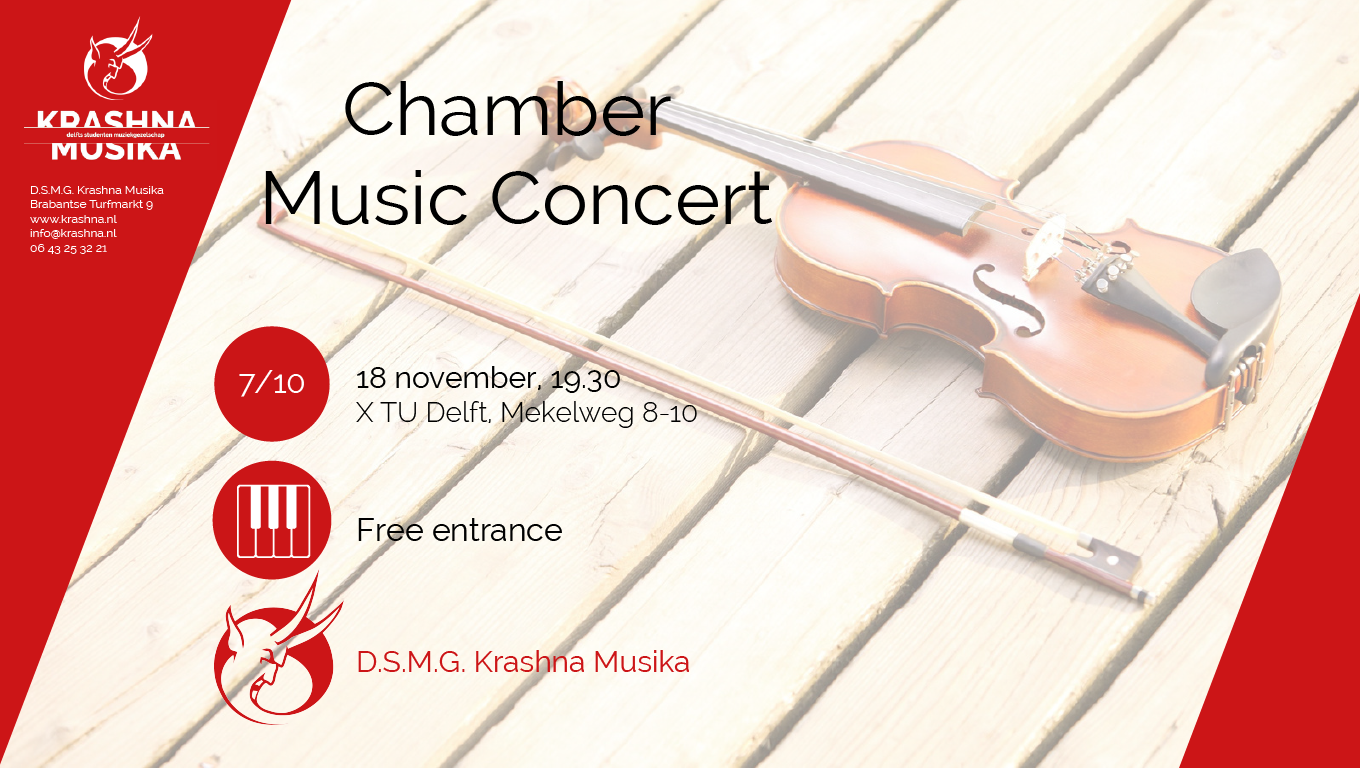 KRASHNA
delfts studenten muziekgezelschap
MUSIKA
D.S.M.G. Krashna Musika
Brabantse Turfmarkt 9
www.krashna.nl
info@krashna.nl
06 43 25 32 21
Chamber
Music Concert
7/10
18 november, 19.30
X TU Delft, Mekelweg 8-10
Free entrance
D.S.M.G. Krashna Musika